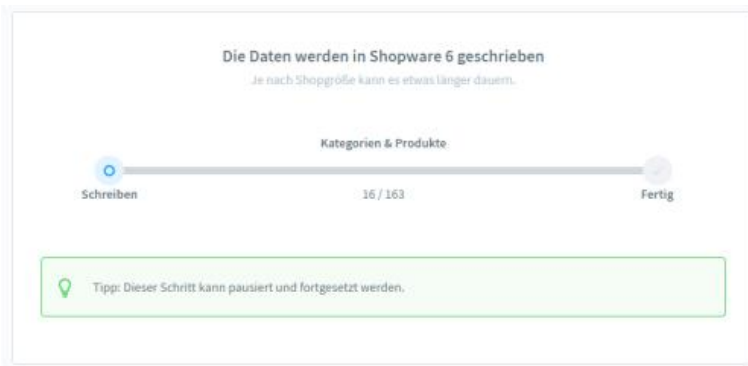 Die Daten werden in Shopware 6 geschrieben
Je nach Shopgröße kann es etwas länger dauern.
Kategorien & Produkte
Schreiben
16 / 163
Fertig
Tipp: Dieser Schritt kann pausiert und fortgesetzt werden.